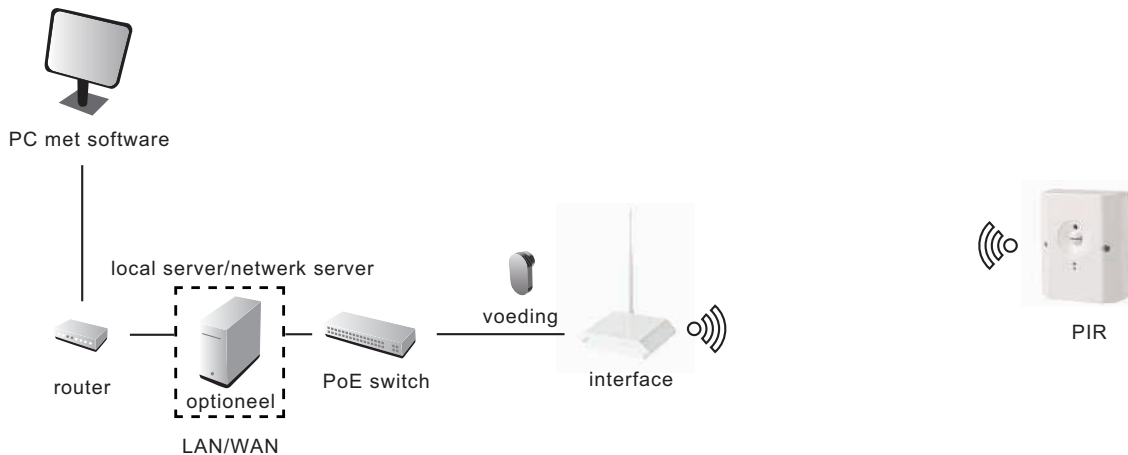 PC met software
local server/netwerk server
voeding
PIR
router
optioneel
PoE switch
interface
LAN/WAN